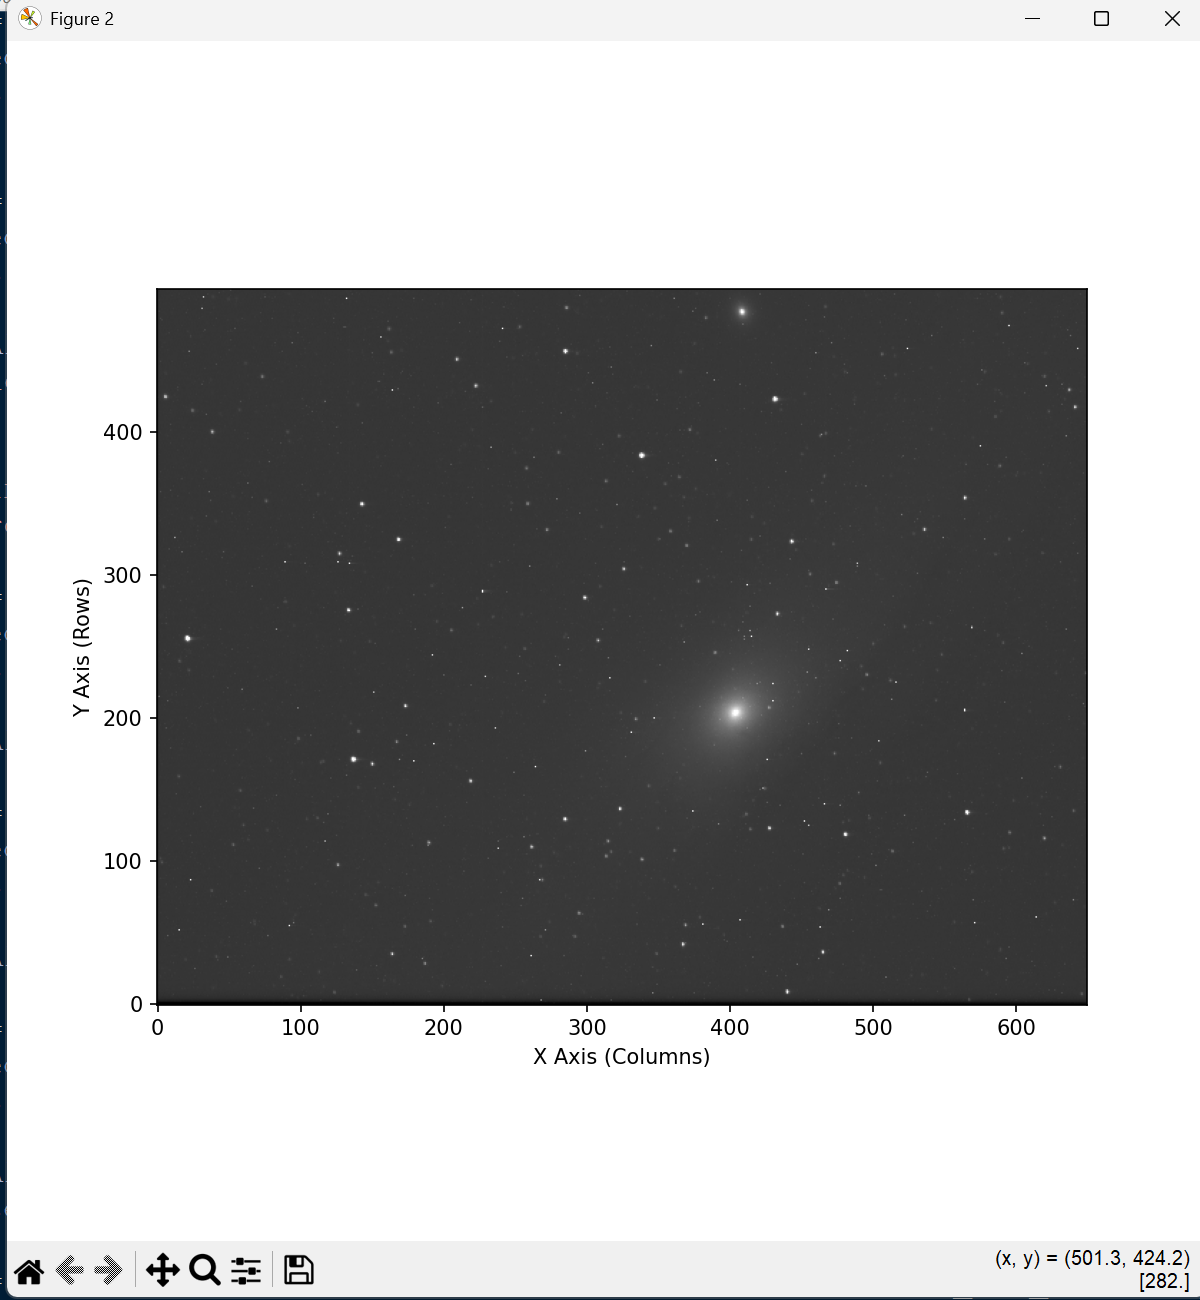 Figure 2
400
300
200
100
0
Y Axis (Rows)
0 100 200 300 400 500 600
X Axis (Columns)
(x, y) = (501.3, 424.2)
[282.]